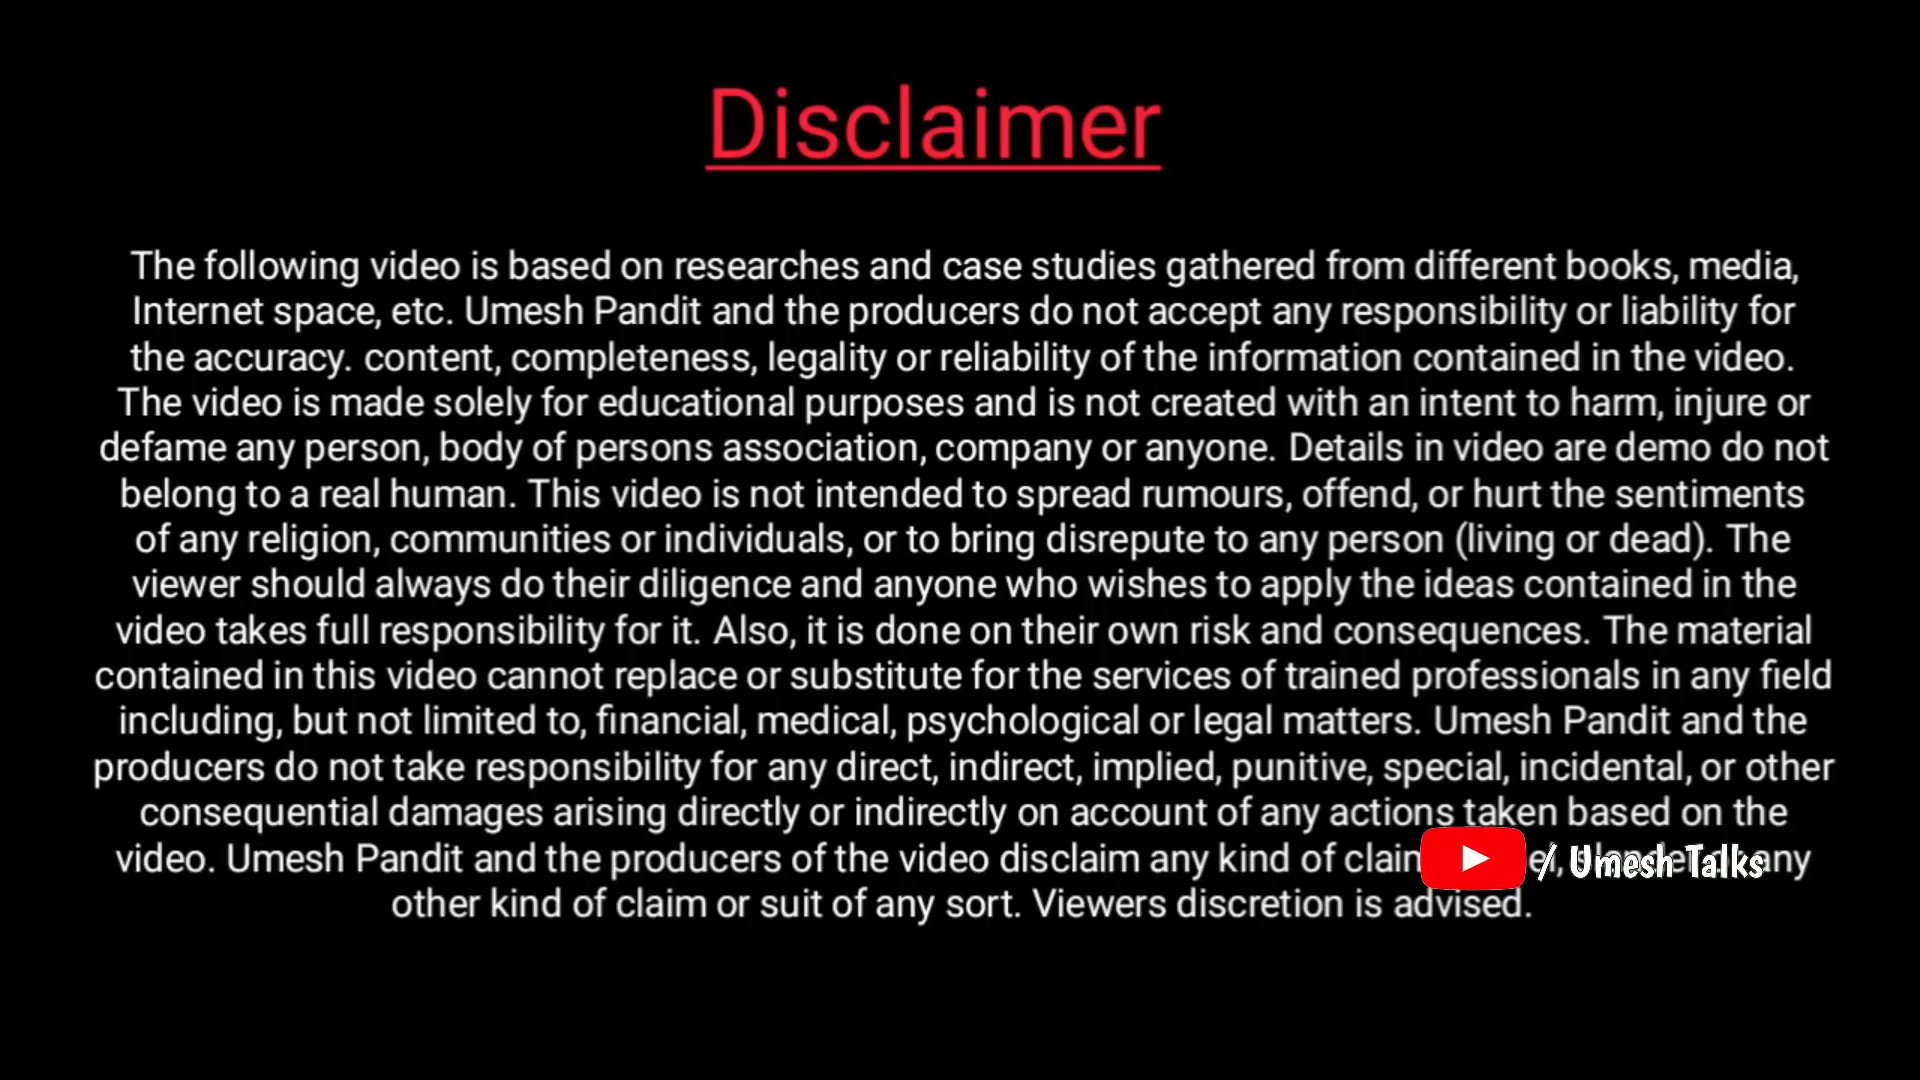 Disclaimer
The following video is based on researches and case studies gathered from different books, media,
Internet space, etc. Umesh Pandit and the producers do not accept any responsibility or liability for
the accuracy. content, completeness, legality or reliability of the information contained in the video.
The video is made solely for educational purposes and is not created with an intent to harm, injure or
defame any person, body of persons association, company or anyone. Details in video are demo do not
belong to a real human. This video is not intended to spread rumours, offend, or hurt the sentiments
of any religion, communities or individuals, or to bring disrepute to any person (living or dead). The
viewer should always do their diligence and anyone who wishes to apply the ideas contained in the
video takes full responsibility for it. Also, it is done on their own risk and consequences. The material
contained in this video cannot replace or substitute for the services of trained professionals in any field
including, but not limited to, financial, medical, psychological or legal matters. Umesh Pandit and the
producers do not take responsibility for any direct, indirect, implied, punitive, special, incidental, or other
consequential damages arising directly or indirectly on account of any actions taken based on the
video. Umesh Pandit and the producers of the video disclaim any kind of any
/ Umesh Talks
other kind of claim or suit of any sort. Viewers discretion is advised.